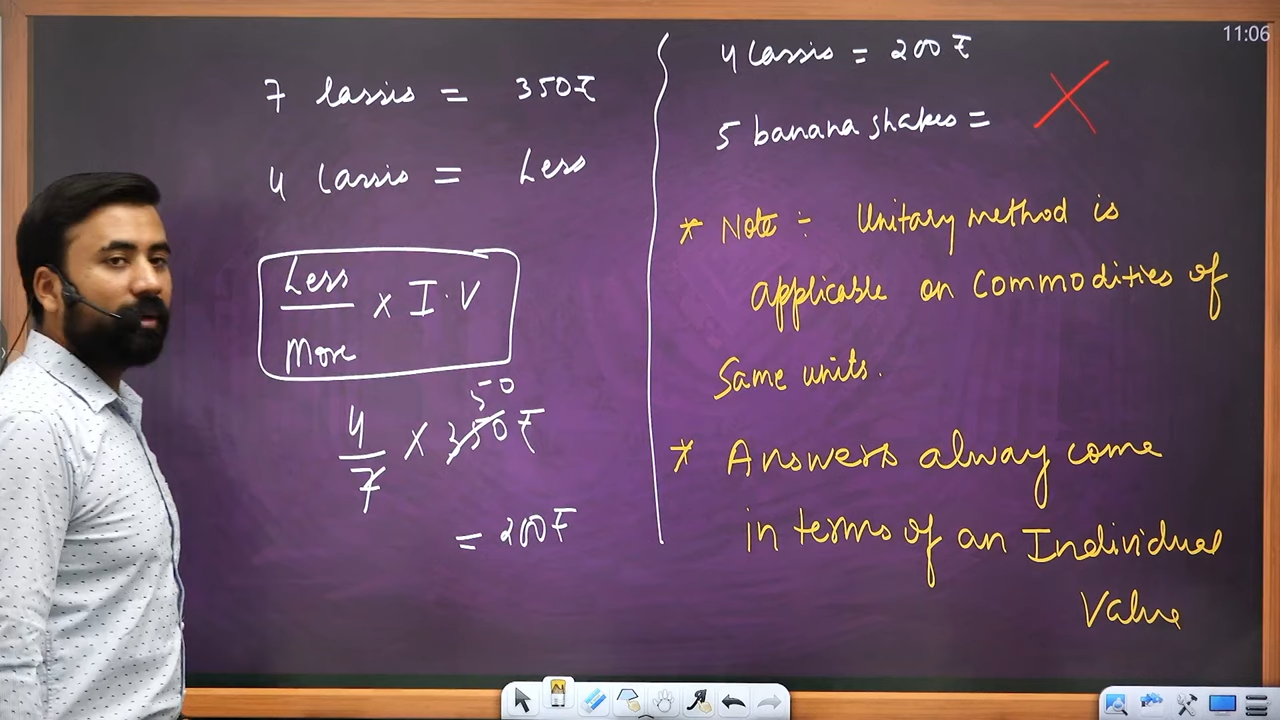 11:06
7 lassis = 350₹
4 lassis = Less
Less
More
× I.V
50
4
7
× 350₹
= 200₹
4 lassis = 200₹
5 banana shakes =
* Note :- Unitary method is
applicable on Commodities of
Same units.
* Answers alway come
in terms of an Individual
Value